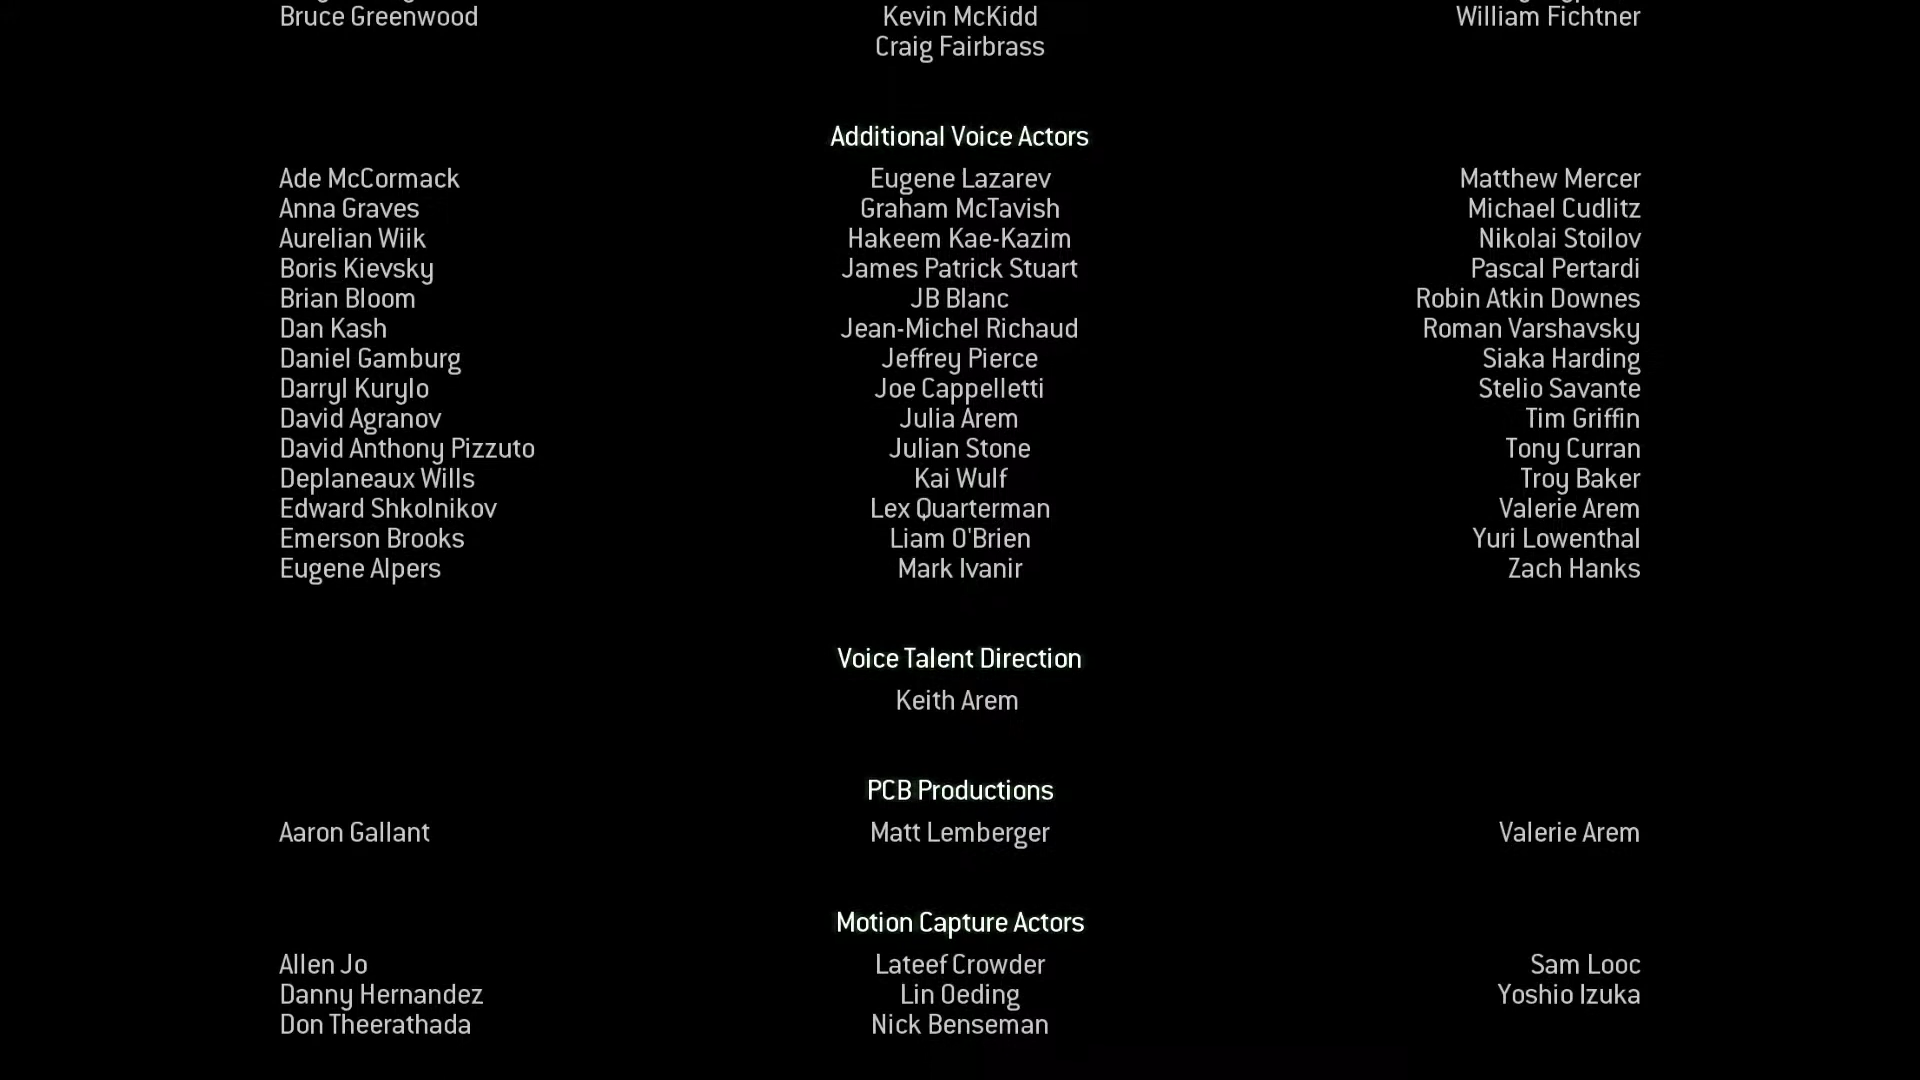 Bruce Greenwood Kevin McKidd William Fichtner
Craig Fairbrass
Additional Voice Actors
Ade McCormack Eugene Lazarev Matthew Mercer
Anna Graves Graham McTavish Michael Cudlitz
Aurelian Wiik Hakeem Kae-Kazim Nikolai Stoilov
Boris Kievsky James Patrick Stuart Pascal Pertardi
Brian Bloom JB Blanc Robin Atkin Downes
Dan Kash Jean-Michel Richaud Roman Varshavsky
Daniel Gamburg Jeffrey Pierce Siaka Harding
Darryl Kurylo Joe Cappelletti Stelio Savante
David Agranov Julia Arem Tim Griffin
David Anthony Pizzuto Julian Stone Tony Curran
Deplaneaux Wills Kai Wulf Troy Baker
Edward Shkolnikov Lex Quarterman Valerie Arem
Emerson Brooks Liam O'Brien Yuri Lowenthal
Eugene Alpers Mark Ivanir Zach Hanks
Voice Talent Direction
Keith Arem
PCB Productions
Aaron Gallant Matt Lemberger Valerie Arem
Motion Capture Actors
Allen Jo Lateef Crowder Sam Looc
Danny Hernandez Lin Oeding Yoshio Izuka
Don Theerathada Nick Benseman